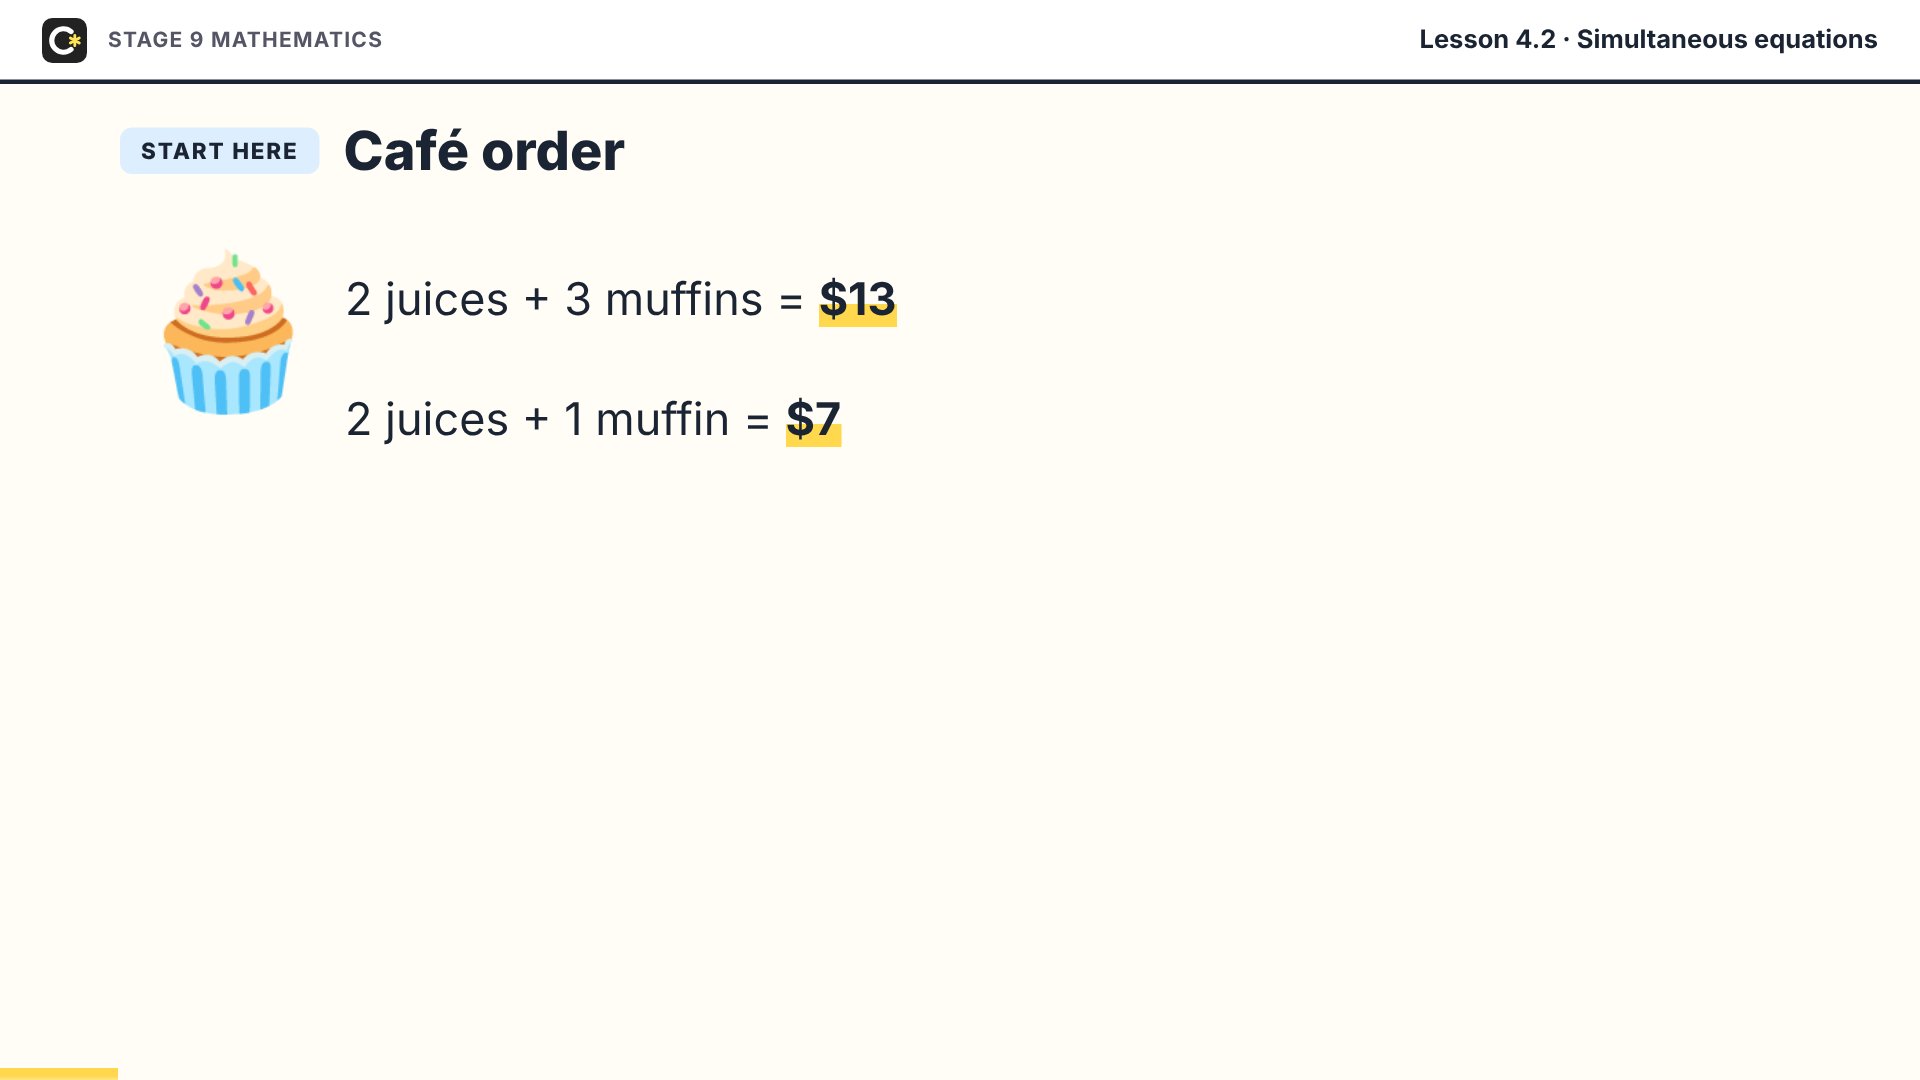 STAGE 9 MATHEMATICS
Lesson 4.2 · Simultaneous equations
START HERE
Café order
2 juices + 3 muffins = $13
2 juices + 1 muffin = $7